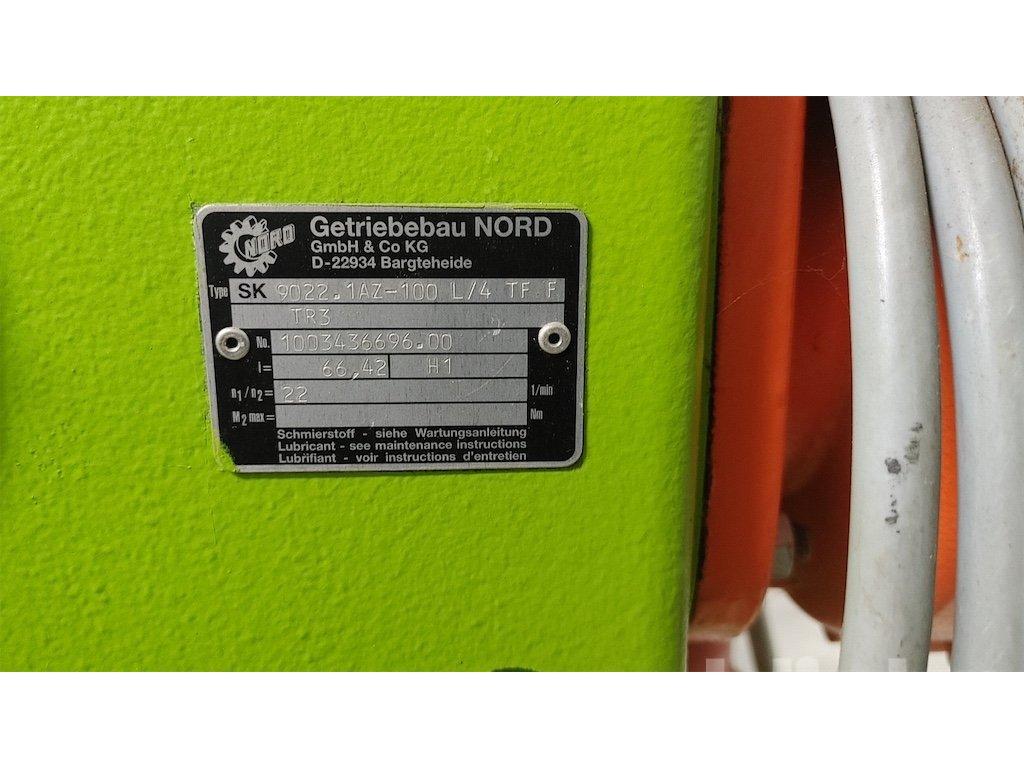 NORD
Getriebebau NORD
GmbH & Co KG
D-22934 Bargteheide
Type SK 9022.1AZ-100 L/4 TF F
TR3
No. 1003436696.00
I= 66,42 H1
n1/n2= 22 1/min
M2 max= Nm
Schmierstoff - siehe Wartungsanleitung
Lubricant - see maintenance instructions
Lubrifiant - voir instructions d'entretien